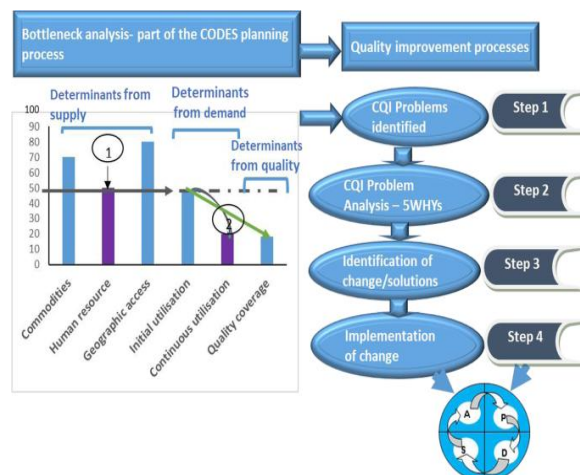 Bottleneck analysis- part of the CODES planning
process
Quality improvement processes
Determinants from
supply
Determinants
from demand
Determinants
from quality
100
90
80
70
60
50
40
30
20
10
0
1
2
Commodities
Human resource
Geographic access
Initial utilisation
Continuous utilisation
Quality coverage
CQI Problems
identified
Step 1
CQI Problem
Analysis – 5WHYs
Step 2
Identification of
change/solutions
Step 3
Implementation
of change
Step 4
A
P
S
D